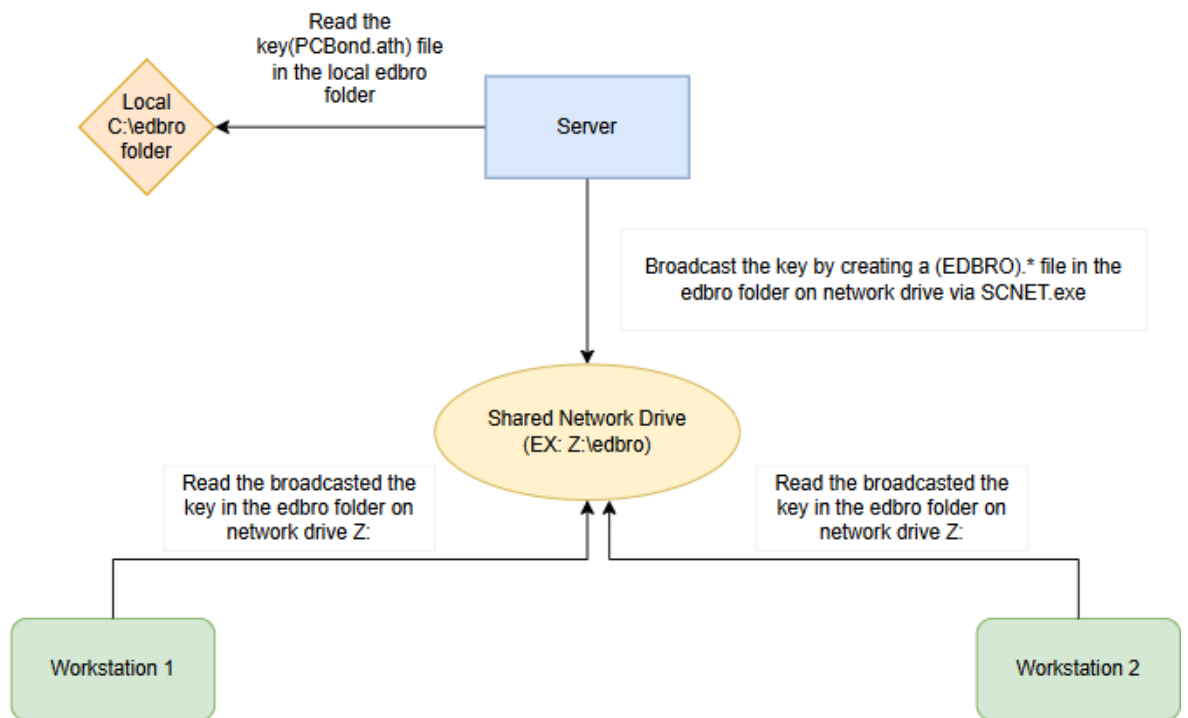 Read the
key(PCBond.ath) file
in the local edbro
folder
Local
C:\edbro
folder
Server
Broadcast the key by creating a (EDBRO).* file in the
edbro folder on network drive via SCNET.exe
Shared Network Drive
(EX: Z:\edbro)
Read the broadcasted the
key in the edbro folder on
network drive Z:
Read the broadcasted the
key in the edbro folder on
network drive Z:
Workstation 1
Workstation 2